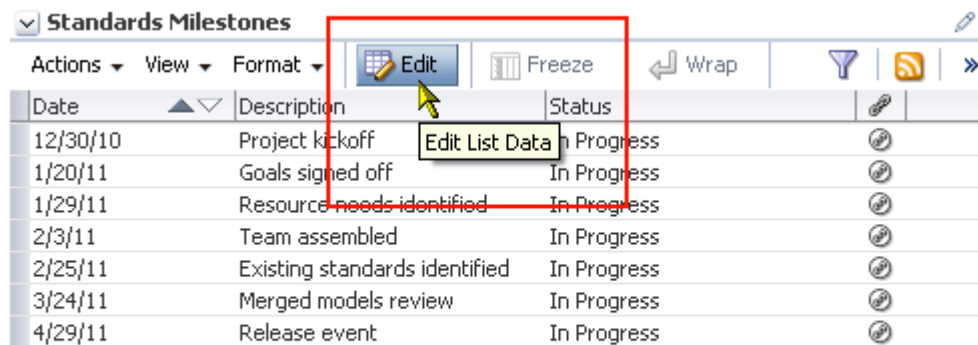 Standards Milestones
Actions View Format Edit Freeze Wrap
Date Description Status
12/30/10 Project kickoff In Progress
Edit List Data
1/20/11 Goals signed off In Progress
1/29/11 Resource needs identified In Progress
2/3/11 Team assembled In Progress
2/25/11 Existing standards identified In Progress
3/24/11 Merged models review In Progress
4/29/11 Release event In Progress